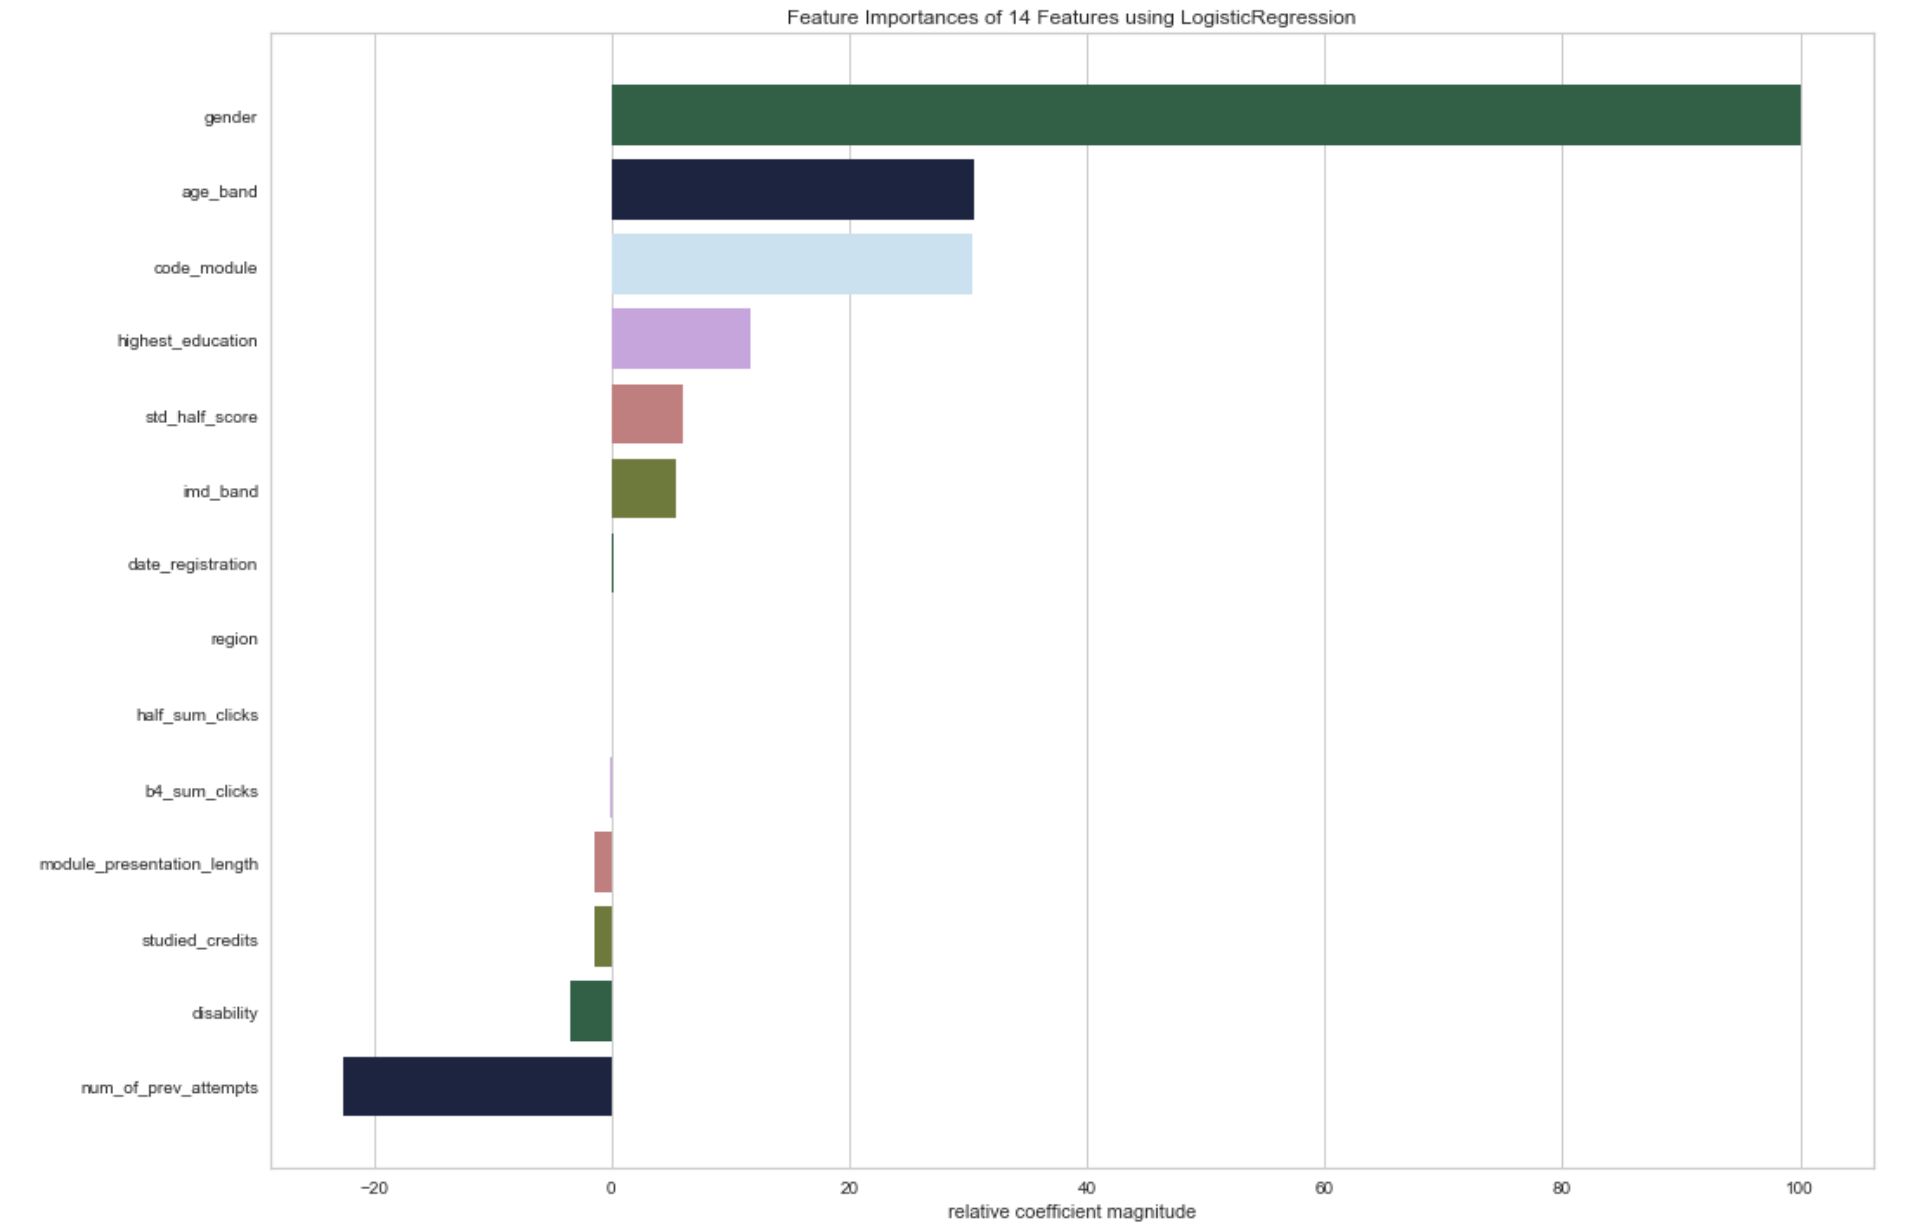 Feature Importances of 14 Features using LogisticRegression
gender
age_band
code_module
highest_education
std_half_score
imd_band
date_registration
region
half_sum_clicks
b4_sum_clicks
module_presentation_length
studied_credits
disability
num_of_prev_attempts
−20 0 20 40 60 80 100
relative coefficient magnitude